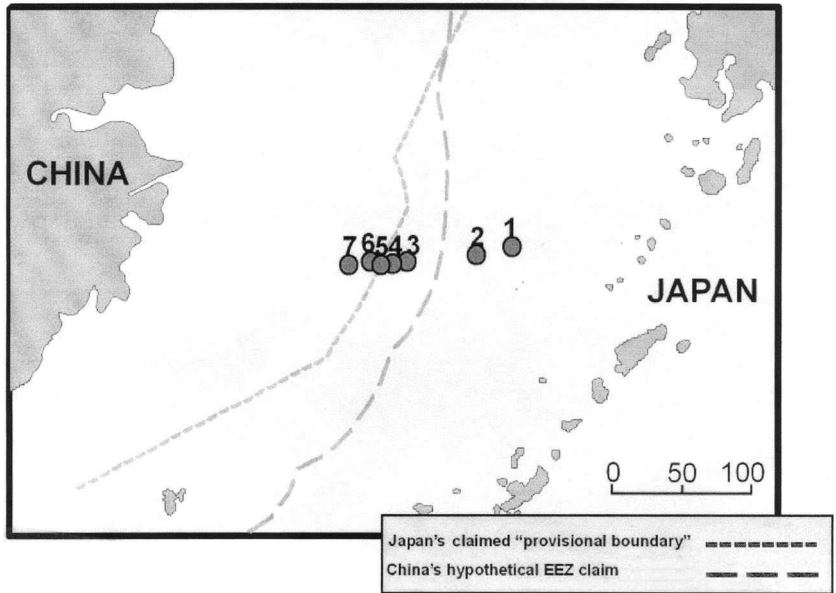 CHINA
1
2
7
6
5
4
3
JAPAN
0 50 100
Japan's claimed “provisional boundary”
China's hypothetical EEZ claim